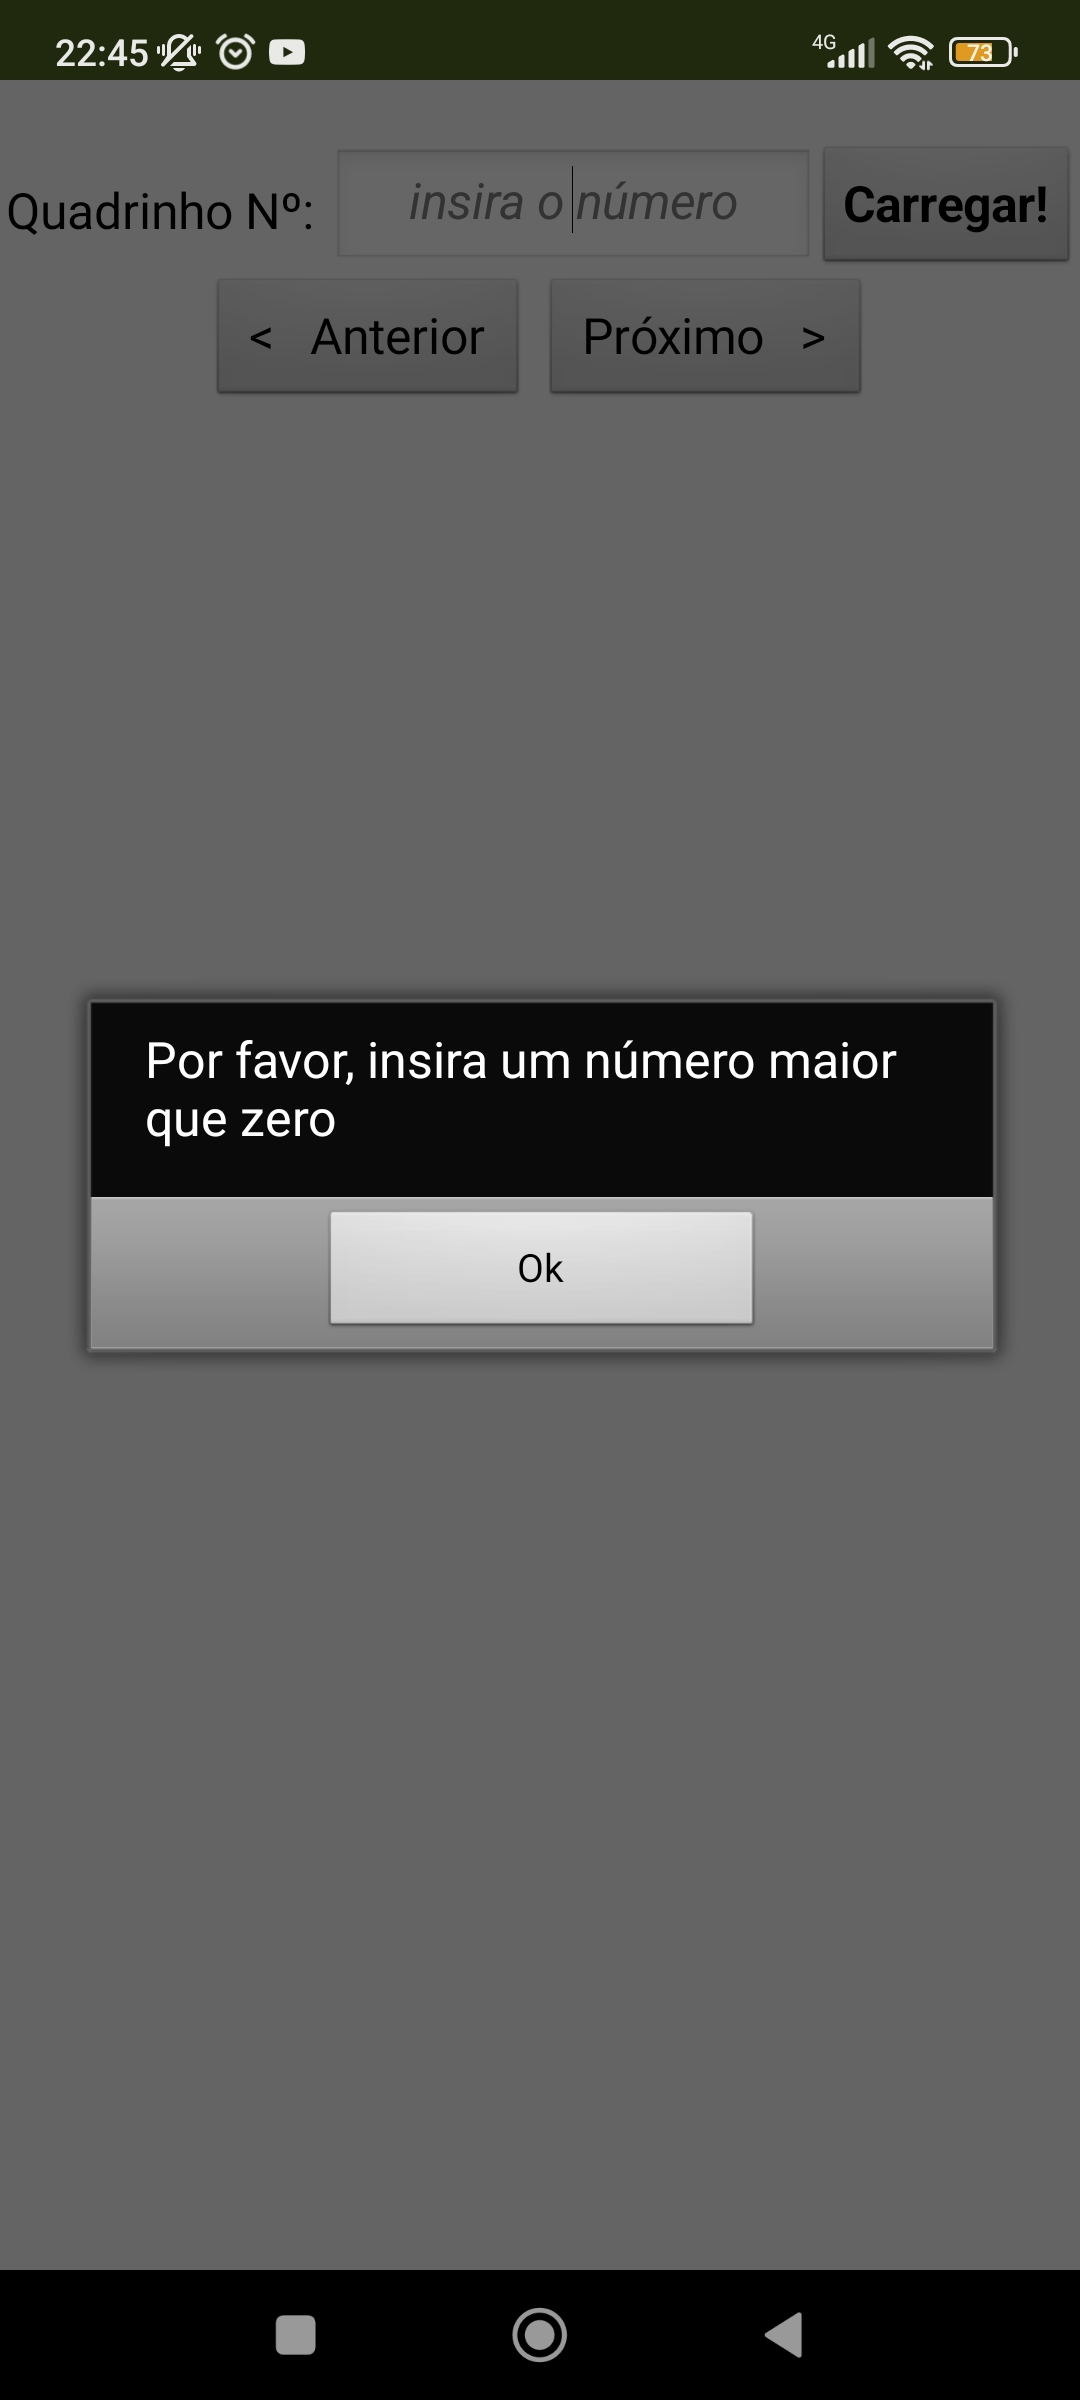 22:45 4G 73
Quadrinho Nº: insira o número Carregar!
< Anterior Próximo >
Por favor, insira um número maior
que zero
Ok